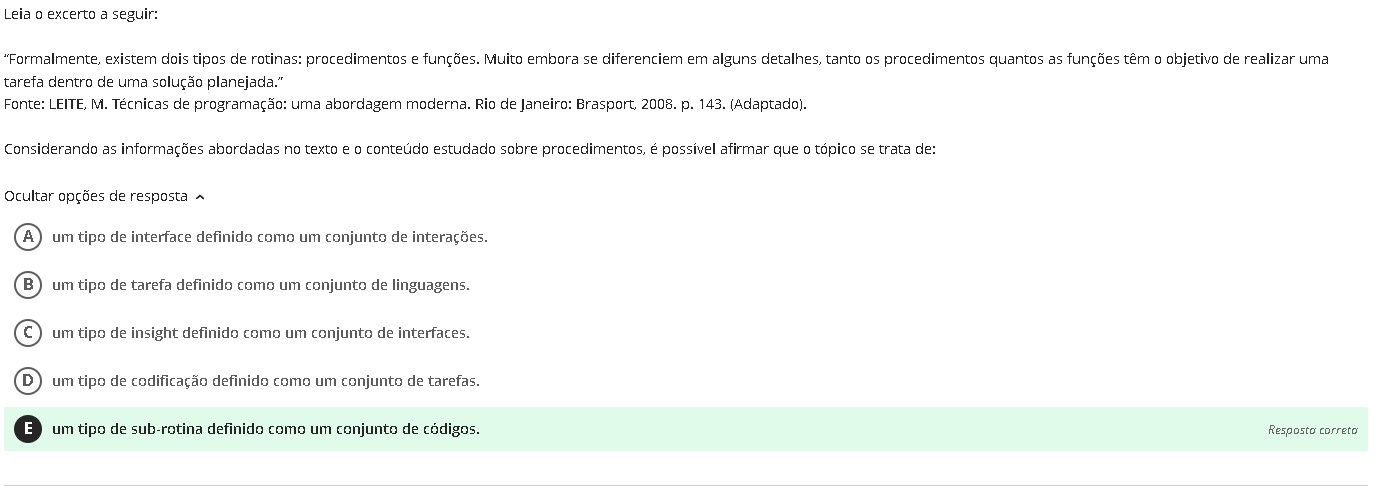 Leia o excerto a seguir:
“Formalmente, existem dois tipos de rotinas: procedimentos e funções. Muito embora se diferenciem em alguns detalhes, tanto os procedimentos quantos as funções têm o objetivo de realizar uma
tarefa dentro de uma solução planejada.”
Fonte: LEITE, M. Técnicas de programação: uma abordagem moderna. Rio de Janeiro: Brasport, 2008. p. 143. (Adaptado).
Considerando as informações abordadas no texto e o conteúdo estudado sobre procedimentos, é possível afirmar que o tópico se trata de:
Ocultar opções de resposta
A um tipo de interface definido como um conjunto de interações.
B um tipo de tarefa definido como um conjunto de linguagens.
C um tipo de insight definido como um conjunto de interfaces.
D um tipo de codificação definido como um conjunto de tarefas.
E um tipo de sub-rotina definido como um conjunto de códigos. Resposta correta